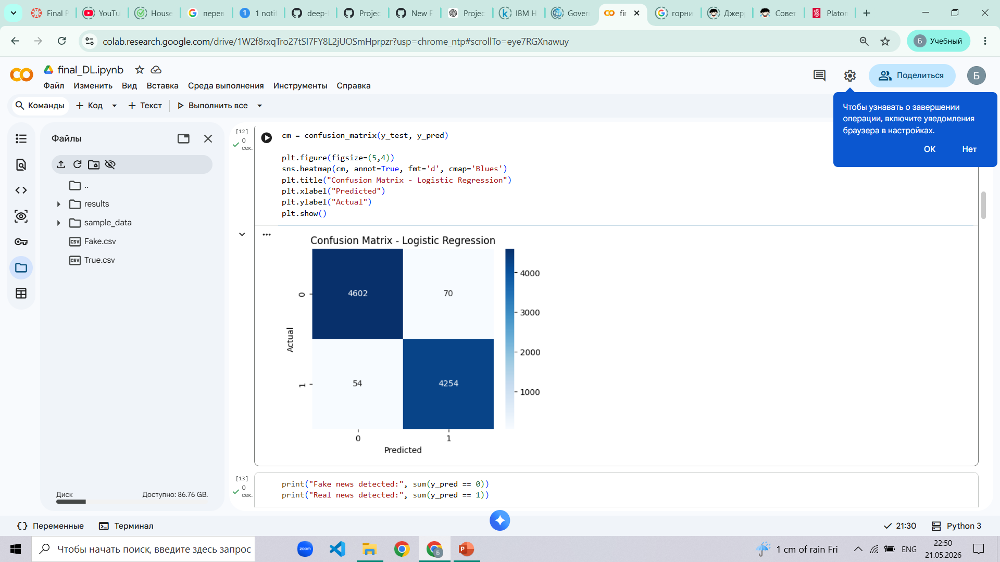 Final P
YouTu
House
перев
1 notif
deep-l
Projec
New F
Projec
IBM H
Gover
fir
горни
Джерр
Совет
Platon
colab.research.google.com/drive/1W2f8rxqTro27tSI7FY8L2jUOSmHprpzr?usp=chrome_ntp#scrollTo=eye7RGXnawuy
Б Учебный
final_DL.ipynb
Файл Изменить Вид Вставка Среда выполнения Инструменты Справка
Поделиться
Б
Команды + Код + Текст Выполнить все
Чтобы узнавать о завершении
операции, включите уведомления
браузера в настройках.
ОК Нет
Файлы
..
results
sample_data
Fake.csv
True.csv
Диск Доступно: 86.76 GB.
[12]
0
сек.
cm = confusion_matrix(y_test, y_pred)
plt.figure(figsize=(5,4))
sns.heatmap(cm, annot=True, fmt='d', cmap='Blues')
plt.title("Confusion Matrix - Logistic Regression")
plt.xlabel("Predicted")
plt.ylabel("Actual")
plt.show()
Confusion Matrix - Logistic Regression
4602 70
54 4254
0
1
Actual
0 1
Predicted
4000
3000
2000
1000
[13]
0
сек.
print("Fake news detected:", sum(y_pred == 0))
print("Real news detected:", sum(y_pred == 1))
Переменные Терминал
21:30 Python 3
Чтобы начать поиск, введите здесь запрос
zoom
1 cm of rain Fri
ENG
22:50
21.05.2026